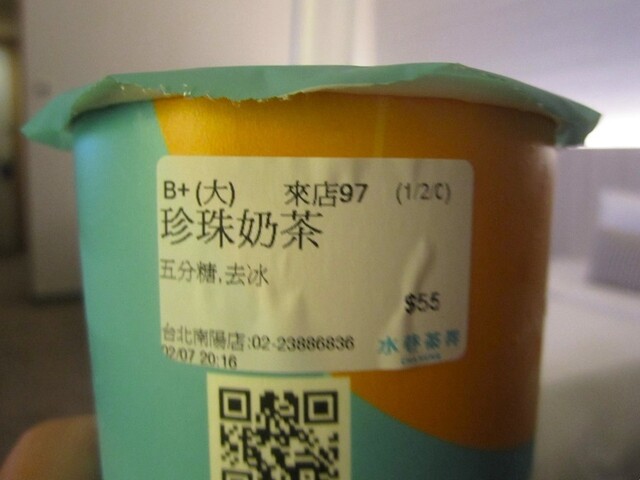 B+(大) 來店97 (1/2/C)
珍珠奶茶
五分糖,去冰
$55
台北南陽店:02-23886836 水巷茶弄
02/07 20:16